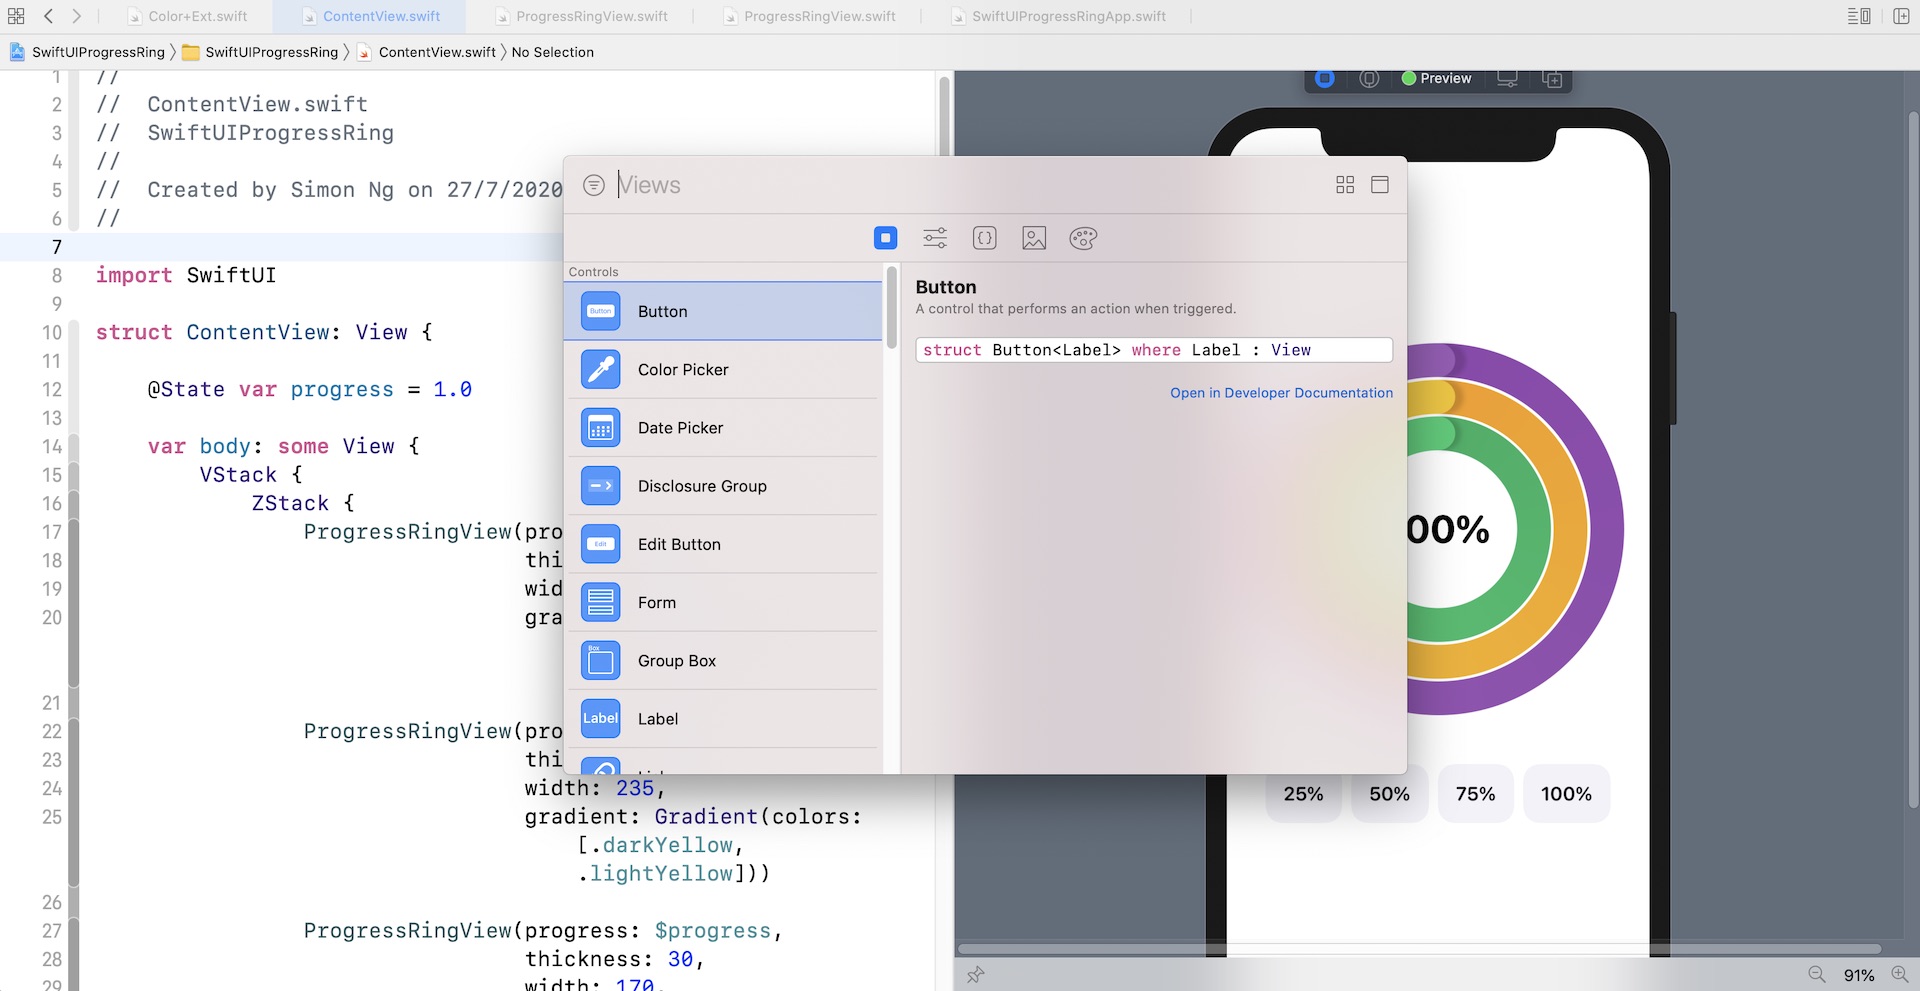 Color+Ext.swift
ContentView.swift
ProgressRingView.swift
ProgressRingView.swift
SwiftUIProgressRingApp.swift
SwiftUIProgressRing
SwiftUIProgressRing
ContentView.swift
No Selection
1 //
2 // ContentView.swift
3 // SwiftUIProgressRing
4 //
5 // Created by Simon Ng on 27/7/2020
6 //
7
8 import SwiftUI
9
10 struct ContentView: View {
11
12 @State var progress = 1.0
13
14 var body: some View {
15 VStack {
16 ZStack {
17 ProgressRingView(pro
18 thi
19 wid
20 gra
21
22 ProgressRingView(pro
23 thi
24 width: 235,
25 gradient: Gradient(colors:
[.darkYellow,
.lightYellow]))
26
27 ProgressRingView(progress: $progress,
28 thickness: 30,
29 width: 170,
Views
Controls
Button
Button
Color Picker
Date Picker
Disclosure Group
Edit
Edit Button
Form
Box
Group Box
Label
Label
Button
A control that performs an action when triggered.
struct Button<Label> where Label : View
Open in Developer Documentation
Preview
00%
25%
50%
75%
100%
91%